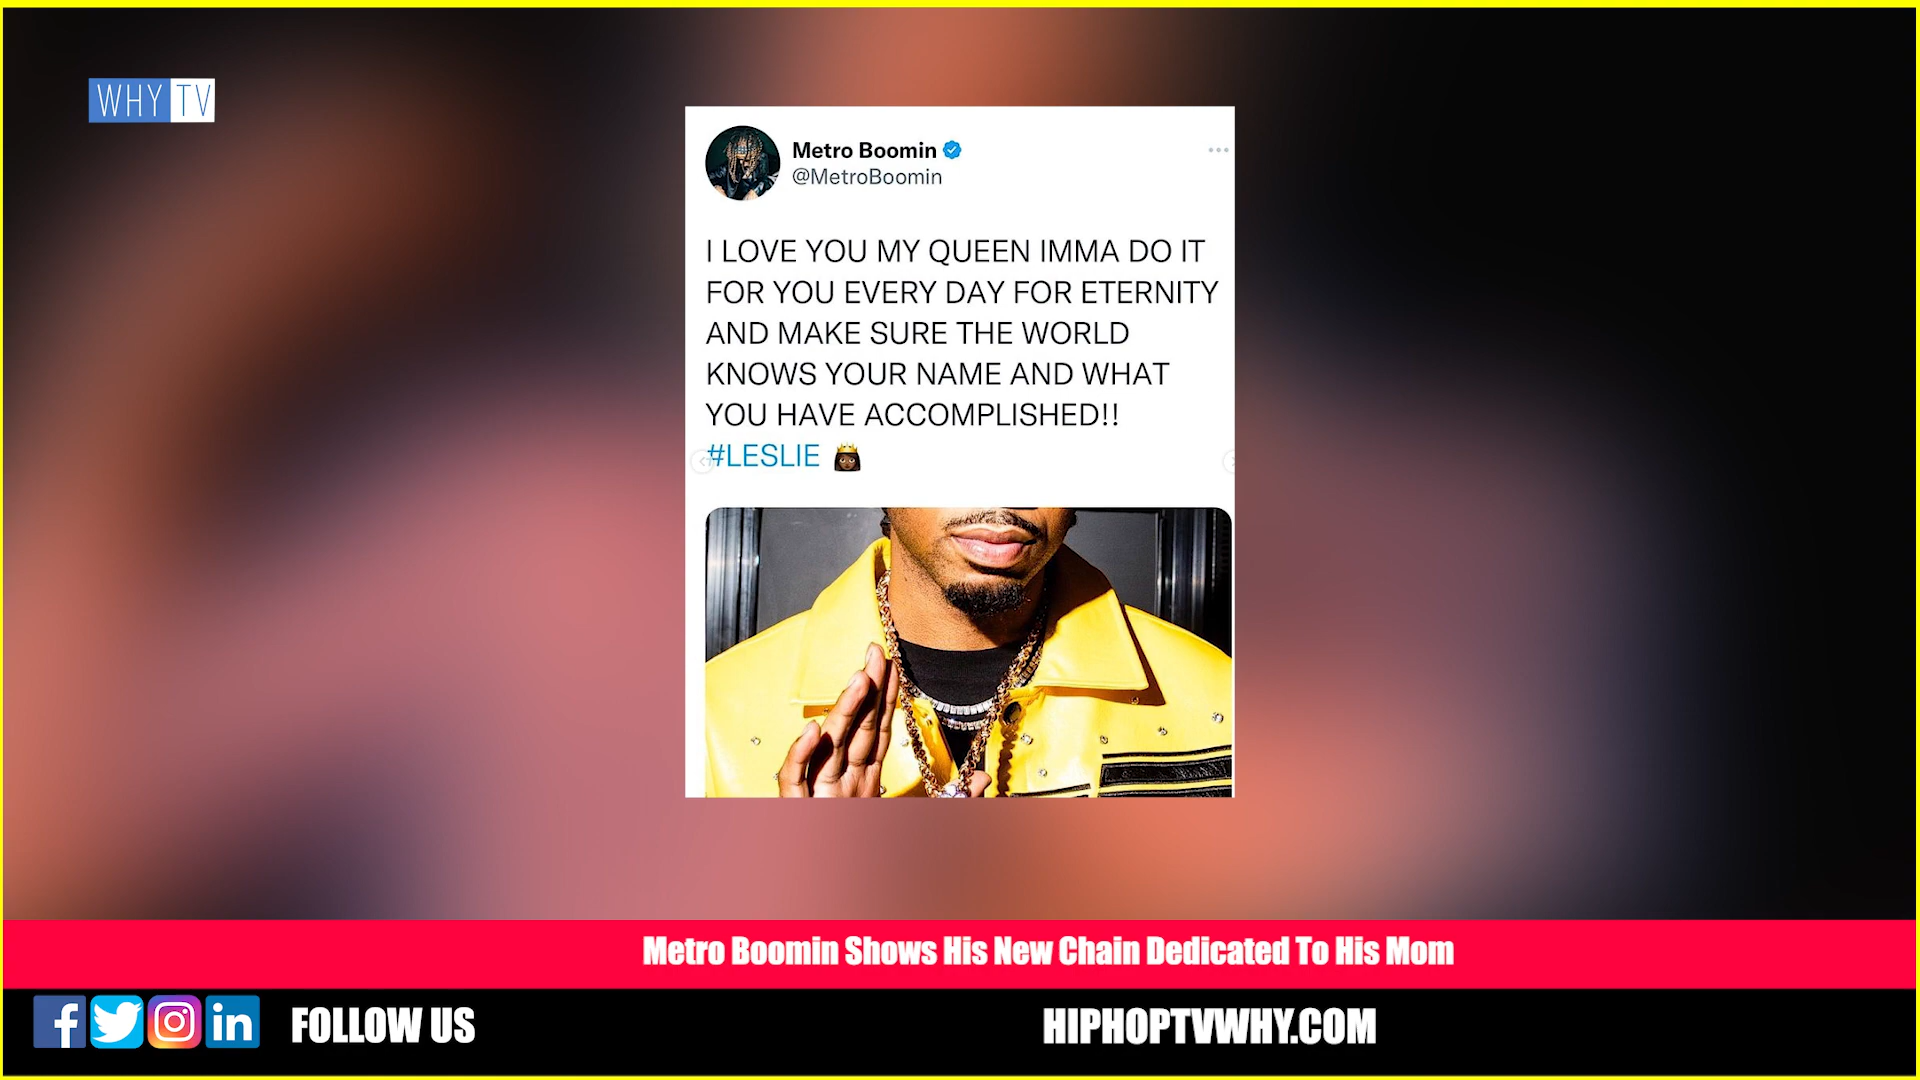 WHY TV
Metro Boomin
@MetroBoomin
I LOVE YOU MY QUEEN IMMA DO IT
FOR YOU EVERY DAY FOR ETERNITY
AND MAKE SURE THE WORLD
KNOWS YOUR NAME AND WHAT
YOU HAVE ACCOMPLISHED!!
#LESLIE 👸🏾
Metro Boomin Shows His New Chain Dedicated To His Mom
FOLLOW US
HIPHOPTVWHY.COM